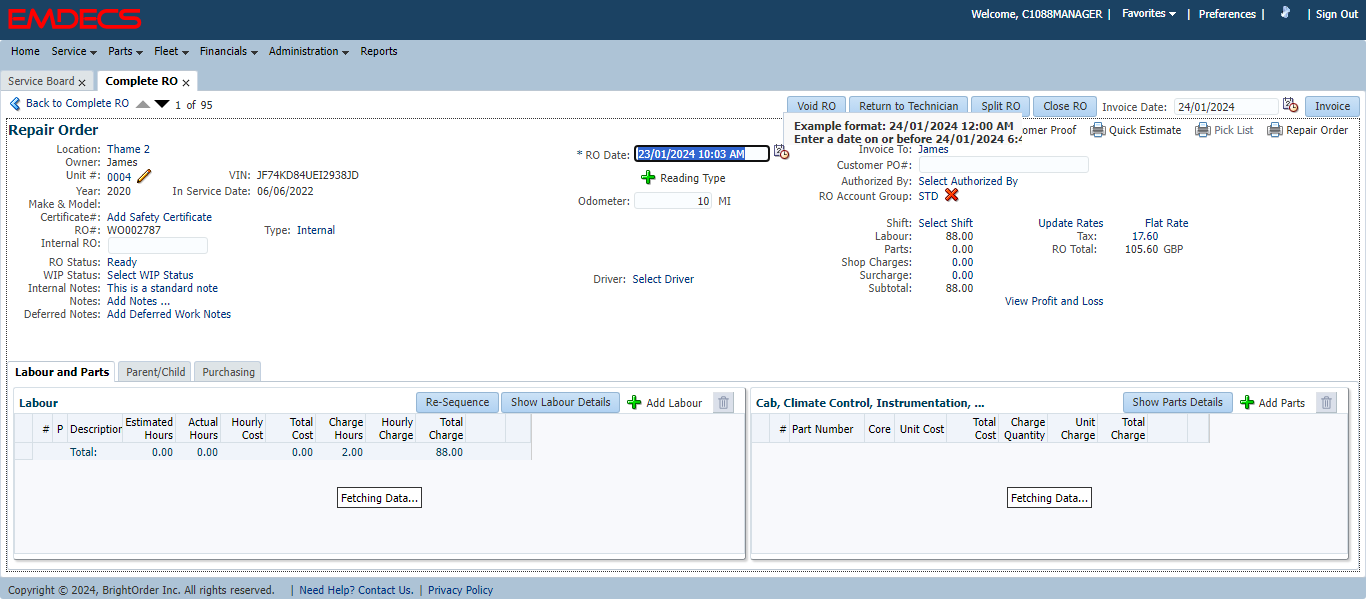 EMDECS
Welcome, C1088MANAGER | Favorites | Preferences | | Sign Out
Home Service Parts Fleet Financials Administration Reports
Service Board x Complete RO x
Back to Complete RO 1 of 95
Void RO Return to Technician Split RO Close RO Invoice Date: 24/01/2024 Invoice
Example format: 24/01/2024 12:00 AM
Enter a date on or before 24/01/2024 6:4
omer Proof Quick Estimate Pick List Repair Order
Repair Order
Location: Thame 2
Owner: James
Unit #: 0004 VIN: JF74KD84UEI2938JD
Year: 2020 In Service Date: 06/06/2022
Make & Model:
Certificate#: Add Safety Certificate
RO#: WO002787 Type: Internal
Internal RO:
RO Status: Ready
WIP Status: Select WIP Status
Internal Notes: This is a standard note
Notes: Add Notes ...
Deferred Notes: Add Deferred Work Notes
* RO Date: 23/01/2024 10:03 AM
Reading Type
Odometer: 10 MI
Driver: Select Driver
Invoice To: James
Customer PO#:
Authorized By: Select Authorized By
RO Account Group: STD
Shift: Select Shift Update Rates Flat Rate
Labour: 88.00 Tax: 17.60
Parts: 0.00 RO Total: 105.60 GBP
Shop Charges: 0.00
Surcharge: 0.00
Subtotal: 88.00
View Profit and Loss
Labour and Parts Parent/Child Purchasing
Labour Re-Sequence Show Labour Details Add Labour
# P Description Estimated Hours Actual Hours Hourly Cost Total Cost Charge Hours Hourly Charge Total Charge
Total: 0.00 0.00 0.00 2.00 88.00
Fetching Data...
Cab, Climate Control, Instrumentation, ... Show Parts Details Add Parts
# Part Number Core Unit Cost Total Cost Charge Quantity Unit Charge Total Charge
Fetching Data...
Copyright © 2024, BrightOrder Inc. All rights reserved. | Need Help? Contact Us. | Privacy Policy